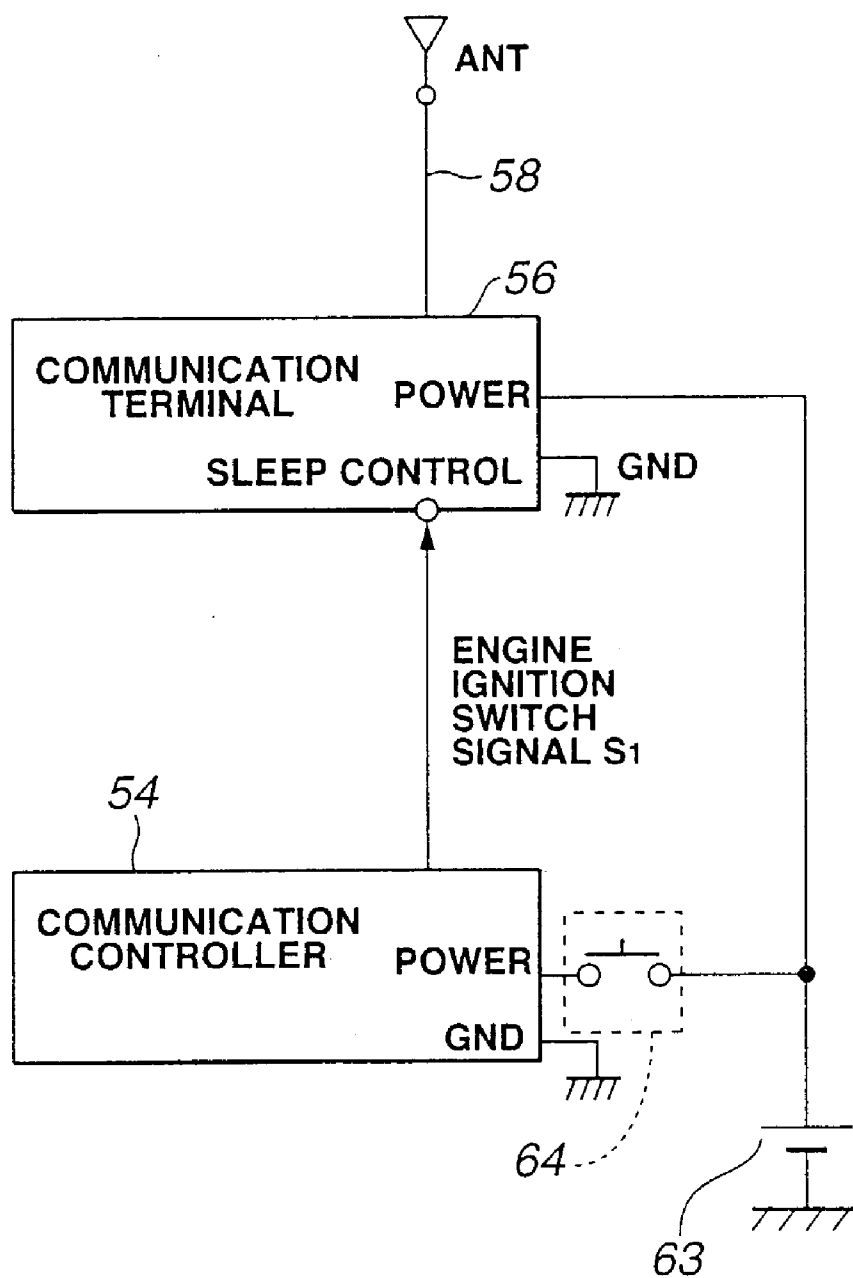 ANT
58
56
COMMUNICATION
TERMINAL
POWER
SLEEP CONTROL
GND
ENGINE
IGNITION
SWITCH
SIGNAL S1
54
COMMUNICATION
CONTROLLER
POWER
GND
64
63